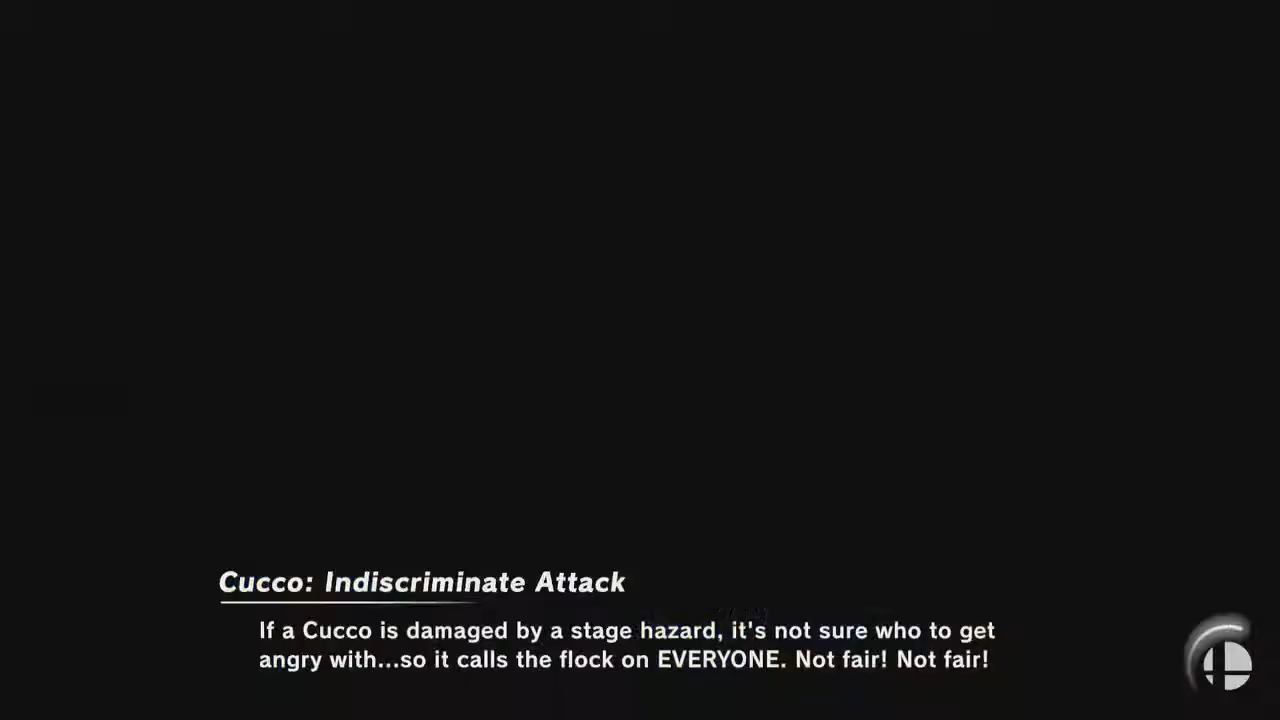 Cucco: Indiscriminate Attack
If a Cucco is damaged by a stage hazard, it's not sure who to get
angry with...so it calls the flock on EVERYONE. Not fair! Not fair!